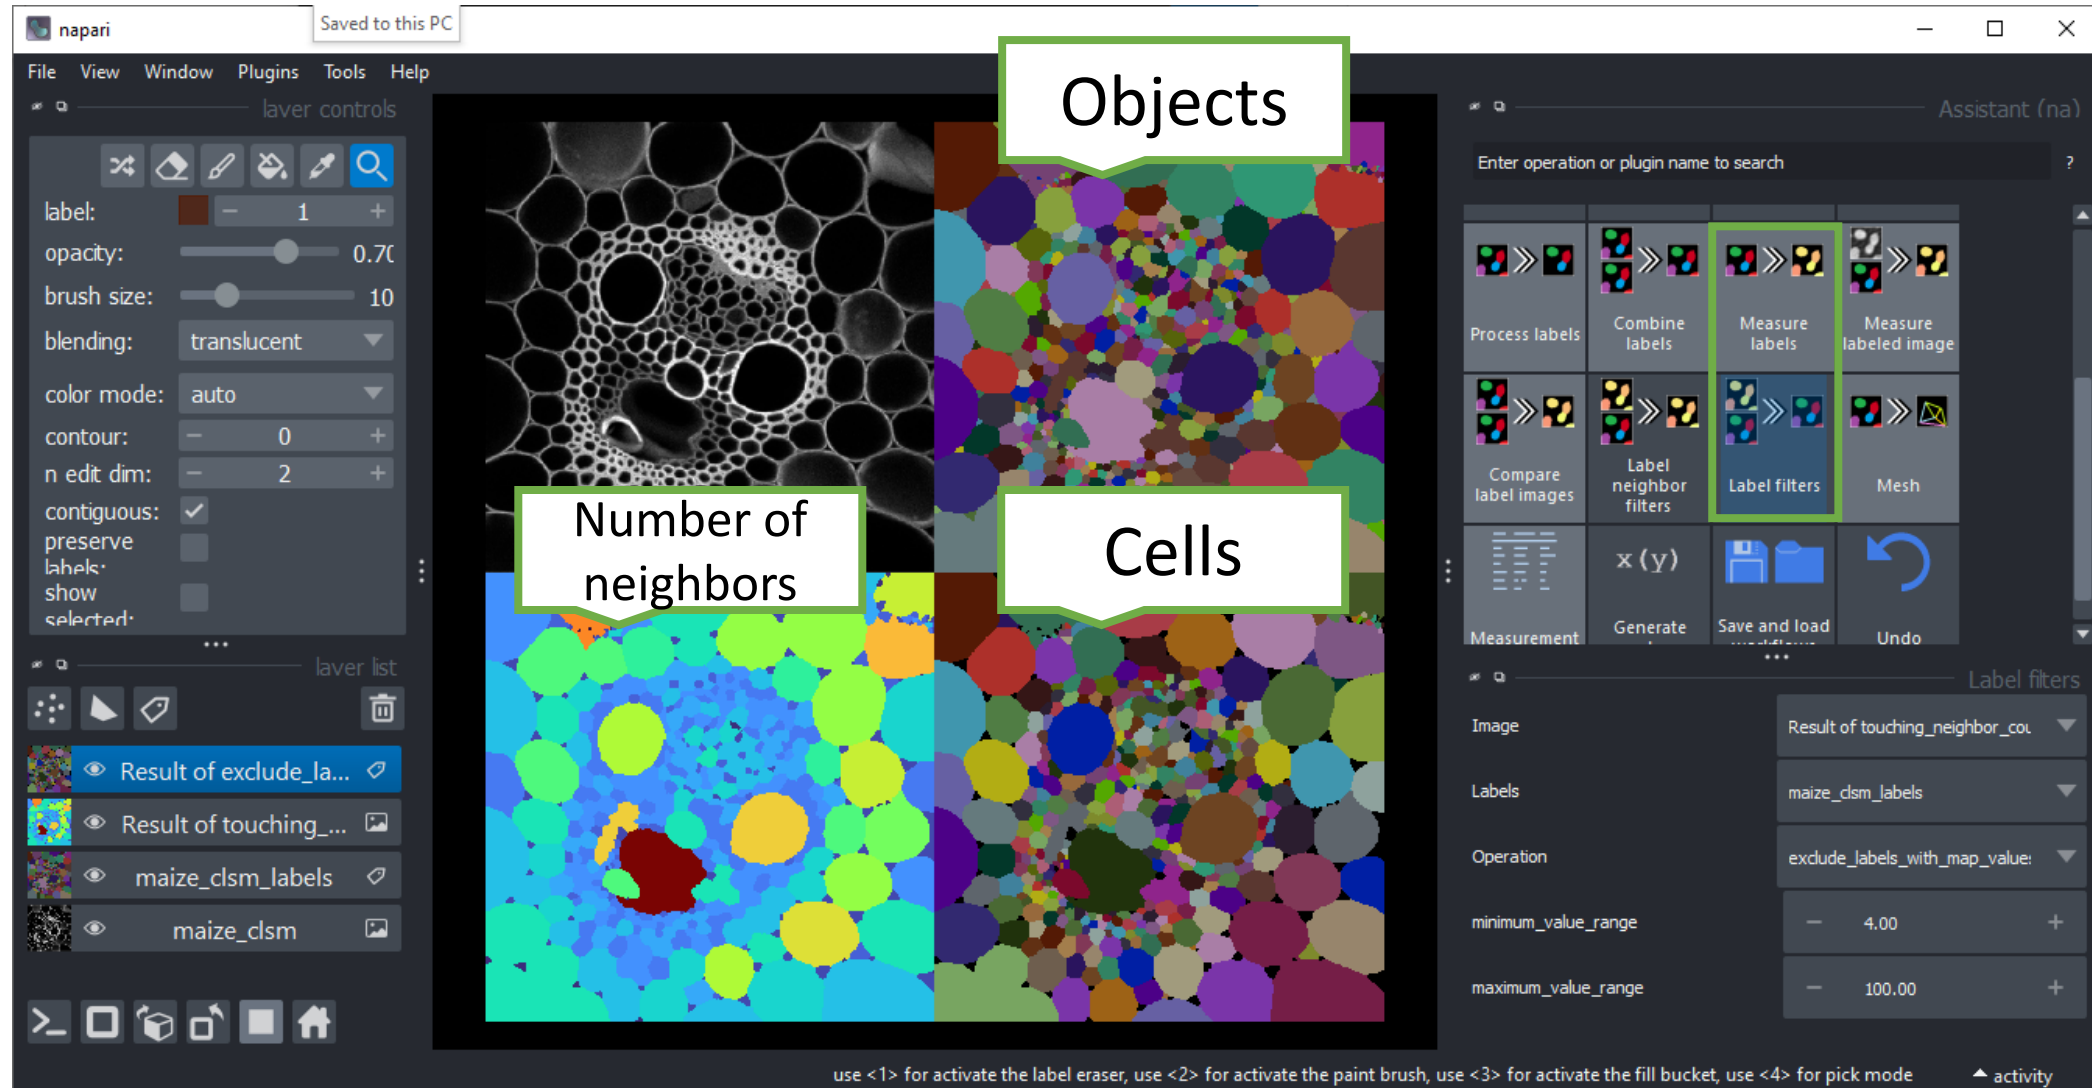 napari
Saved to this PC
File View Window Plugins Tools Help
layer controls
label:
1
opacity:
0.70
brush size:
10
blending:
translucent
color mode:
auto
contour:
0
n edit dim:
2
contiguous:
preserve
labels:
show
selected:
layer list
Result of exclude_la...
Result of touching_...
maize_clsm_labels
maize_clsm
Objects
Number of
neighbors
Cells
Assistant (na)
Enter operation or plugin name to search
?
Process labels
Combine
labels
Measure
labels
Measure
labeled image
Compare
label images
Label
neighbor
filters
Label filters
Mesh
x (y)
Measurement
Generate
Save and load
workflows
Undo
Label filters
Image
Result of touching_neighbor_cou
Labels
maize_clsm_labels
Operation
exclude_labels_with_map_values
minimum_value_range
4.00
maximum_value_range
100.00
use <1> for activate the label eraser, use <2> for activate the paint brush, use <3> for activate the fill bucket, use <4> for pick mode
activity